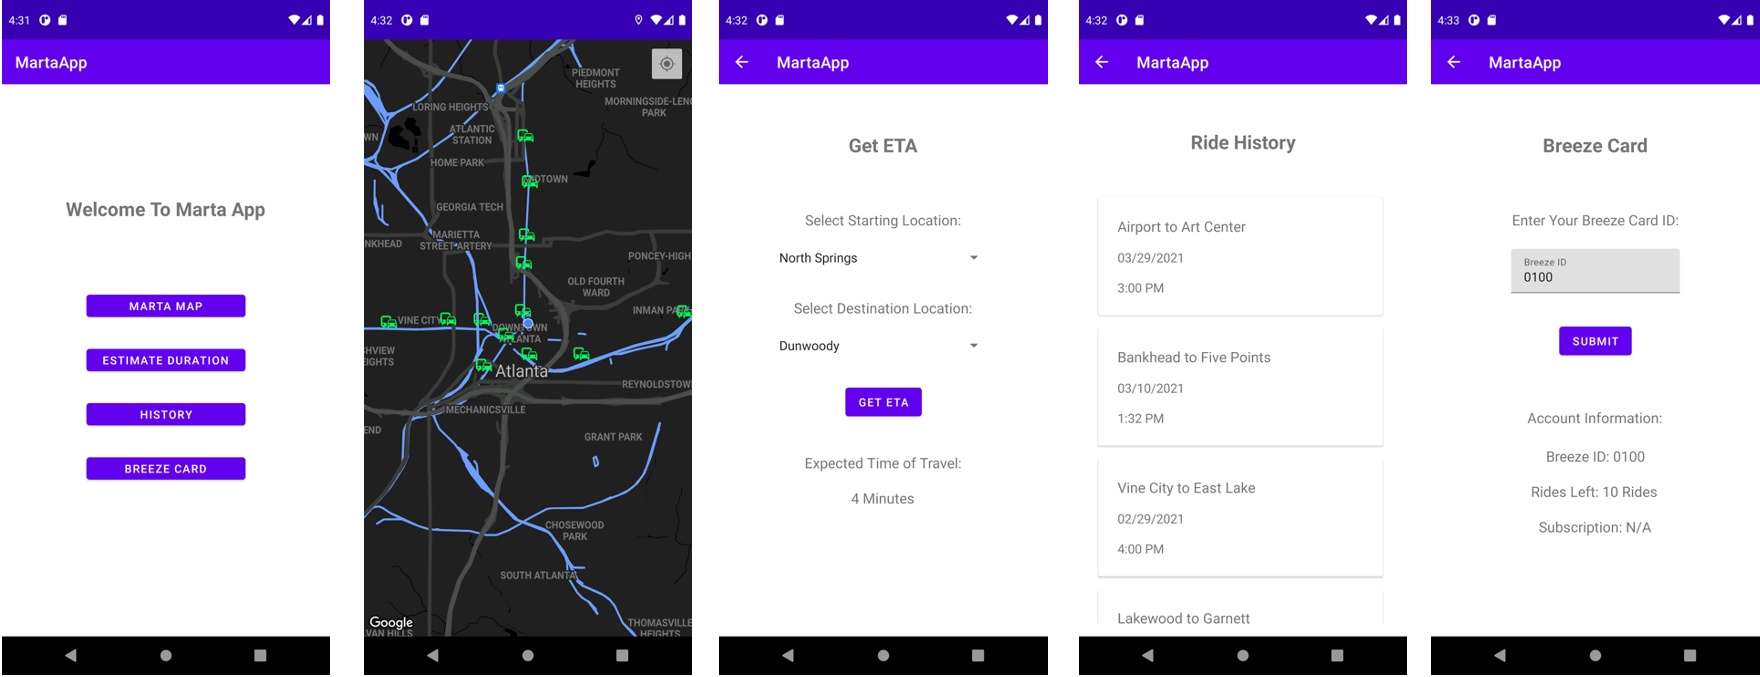 4:31
MartaApp
Welcome To Marta App
MARTA MAP
ESTIMATE DURATION
HISTORY
BREEZE CARD
4:32
PIEDMONT
HEIGHTS
LORING HEIGHTS
MORNINGSIDE-LEN
PARK
ATLANTIC
STATION
WN
HOME PARK
MIDTOWN
GEORGIA TECH
MARIETTA
STREET ARTERY
NKHEAD
PONCEY-HIGH
OLD FOURTH
WARD
INMAN PARK
VINE CITY
DOWNTOWN
ATLANTA
HVIEW
EIGHTS
Atlanta
REYNOLDSTOW
MECHANICSVILLE
END
GRANT PARK
CHOSEWOOD
PARK
SOUTH ATLANTA
Google
VAN HILLS
THOMASVILLE
HEIGHTS
4:32
MartaApp
Get ETA
Select Starting Location:
North Springs
Select Destination Location:
Dunwoody
GET ETA
Expected Time of Travel:
4 Minutes
4:32
MartaApp
Ride History
Airport to Art Center
03/29/2021
3:00 PM
Bankhead to Five Points
03/10/2021
1:32 PM
Vine City to East Lake
02/29/2021
4:00 PM
Lakewood to Garnett
4:33
MartaApp
Breeze Card
Enter Your Breeze Card ID:
Breeze ID
0100
SUBMIT
Account Information:
Breeze ID: 0100
Rides Left: 10 Rides
Subscription: N/A